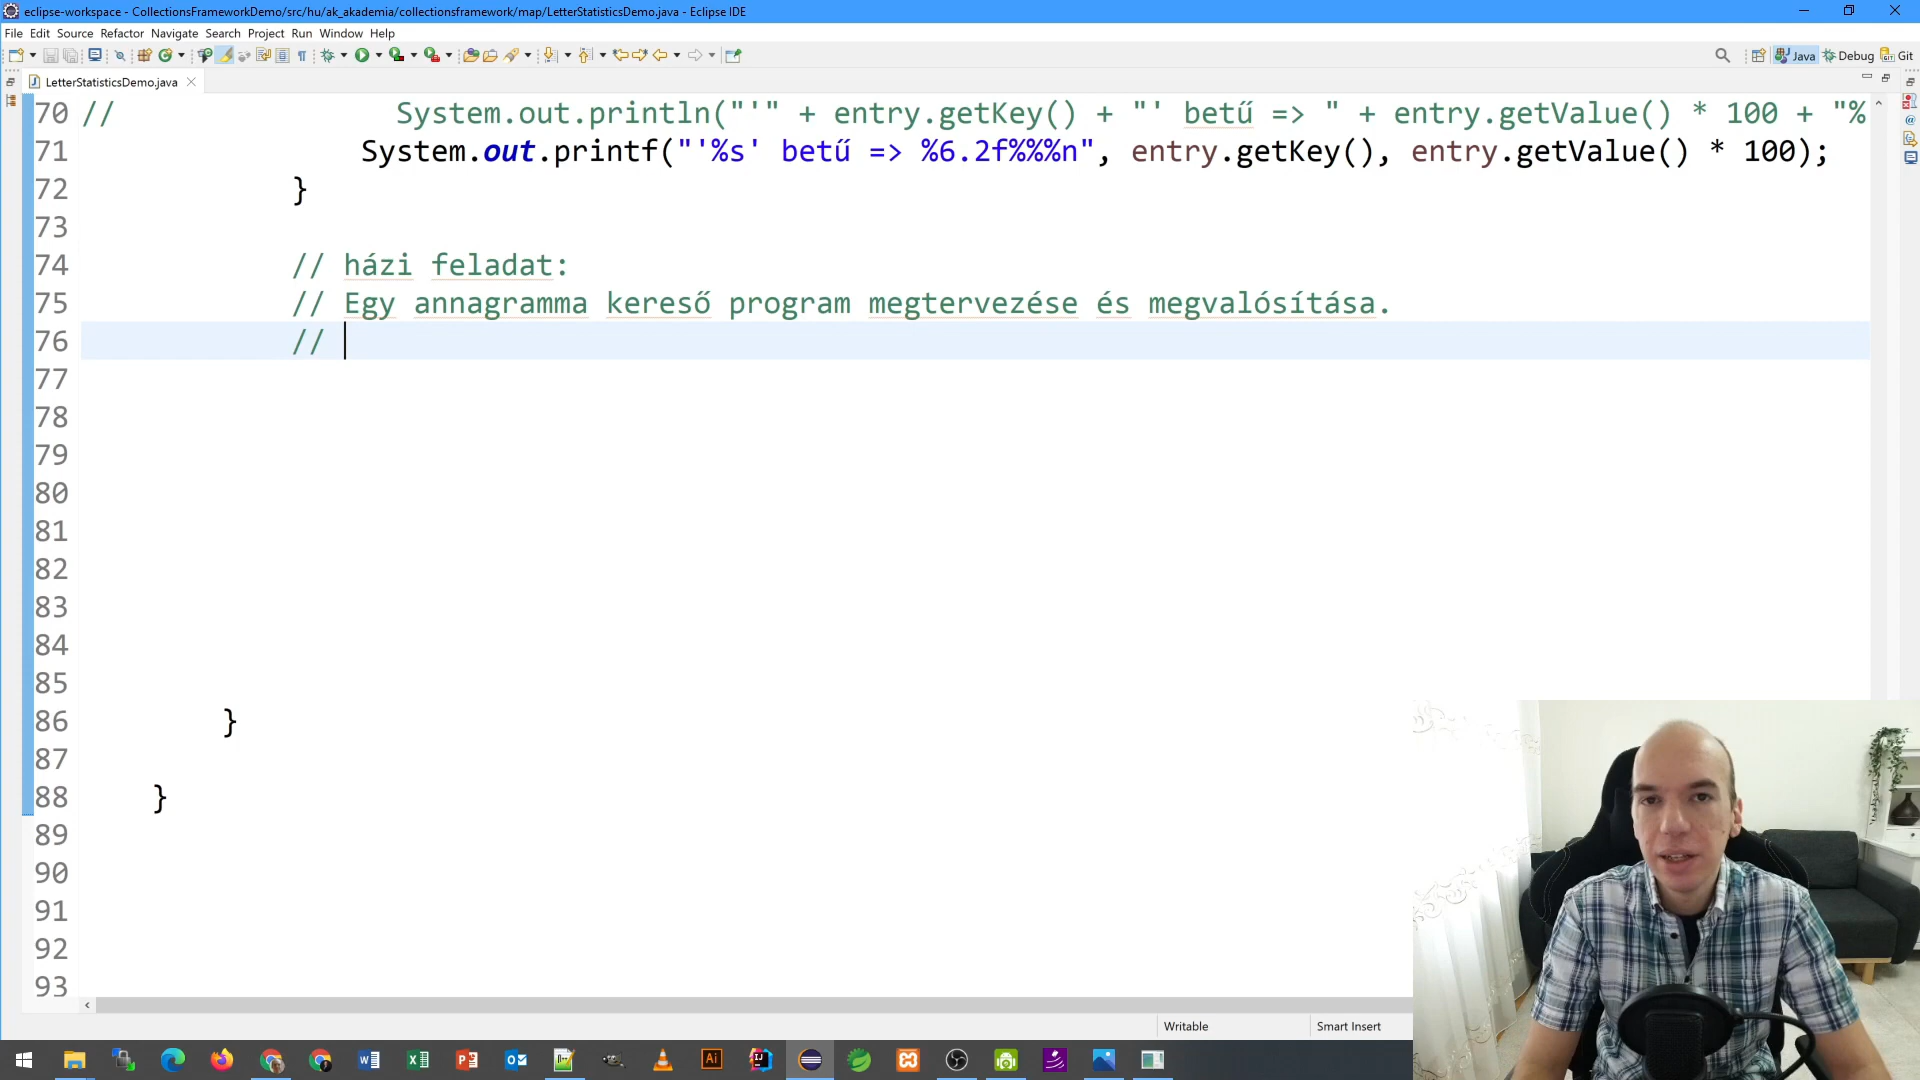 eclipse-workspace - CollectionsFrameworkDemo/src/hu/ak_akademia/collectionsframework/map/LetterStatisticsDemo.java - Eclipse IDE
File Edit Source Refactor Navigate Search Project Run Window Help
Java Debug Git
LetterStatisticsDemo.java
70 // System.out.println("'" + entry.getKey() + "' betű => " + entry.getValue() * 100 + "%
71 System.out.printf("'%s' betű => %6.2f%%%n", entry.getKey(), entry.getValue() * 100);
72 }
73
74 // házi feladat:
75 // Egy annagramma kereső program megtervezése és megvalósítása.
76 //
77
78
79
80
81
82
83
84
85
86 }
87
88 }
89
90
91
92
93
Writable Smart Insert